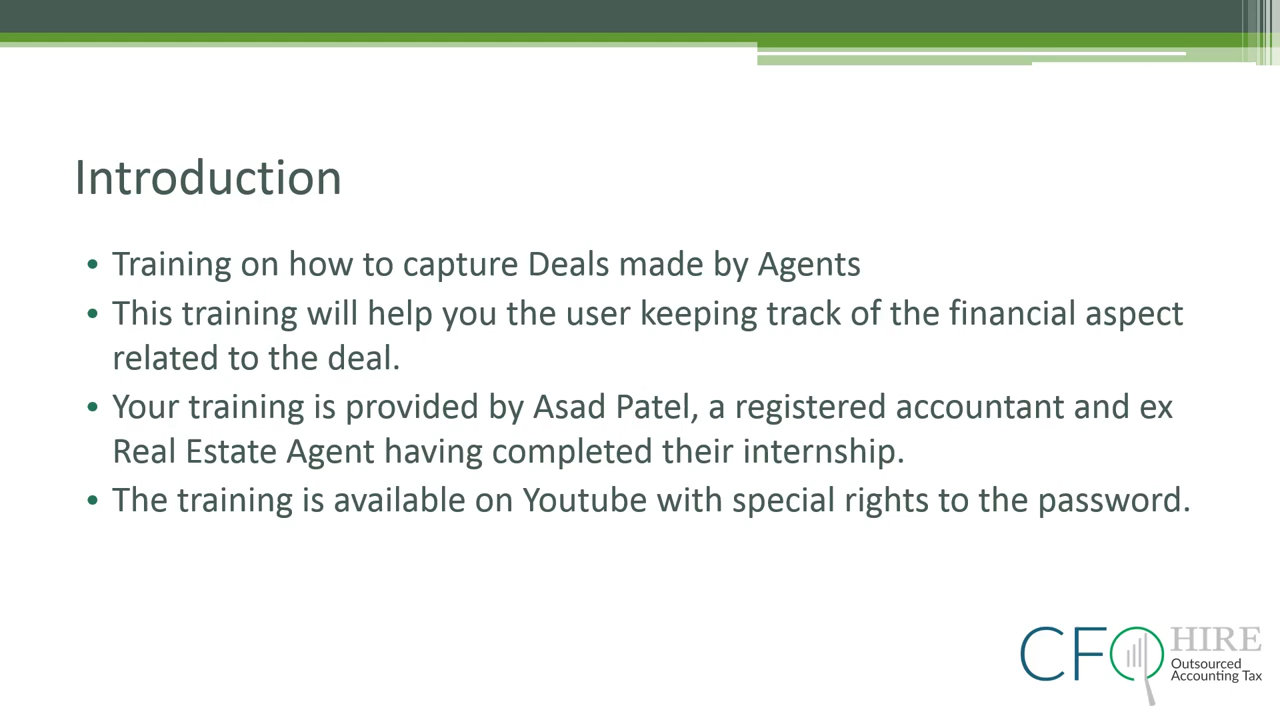 Introduction
• Training on how to capture Deals made by Agents
• This training will help you the user keeping track of the financial aspect
related to the deal.
• Your training is provided by Asad Patel, a registered accountant and ex
Real Estate Agent having completed their internship.
• The training is available on Youtube with special rights to the password.
CFO HIRE
Outsourced
Accounting Tax